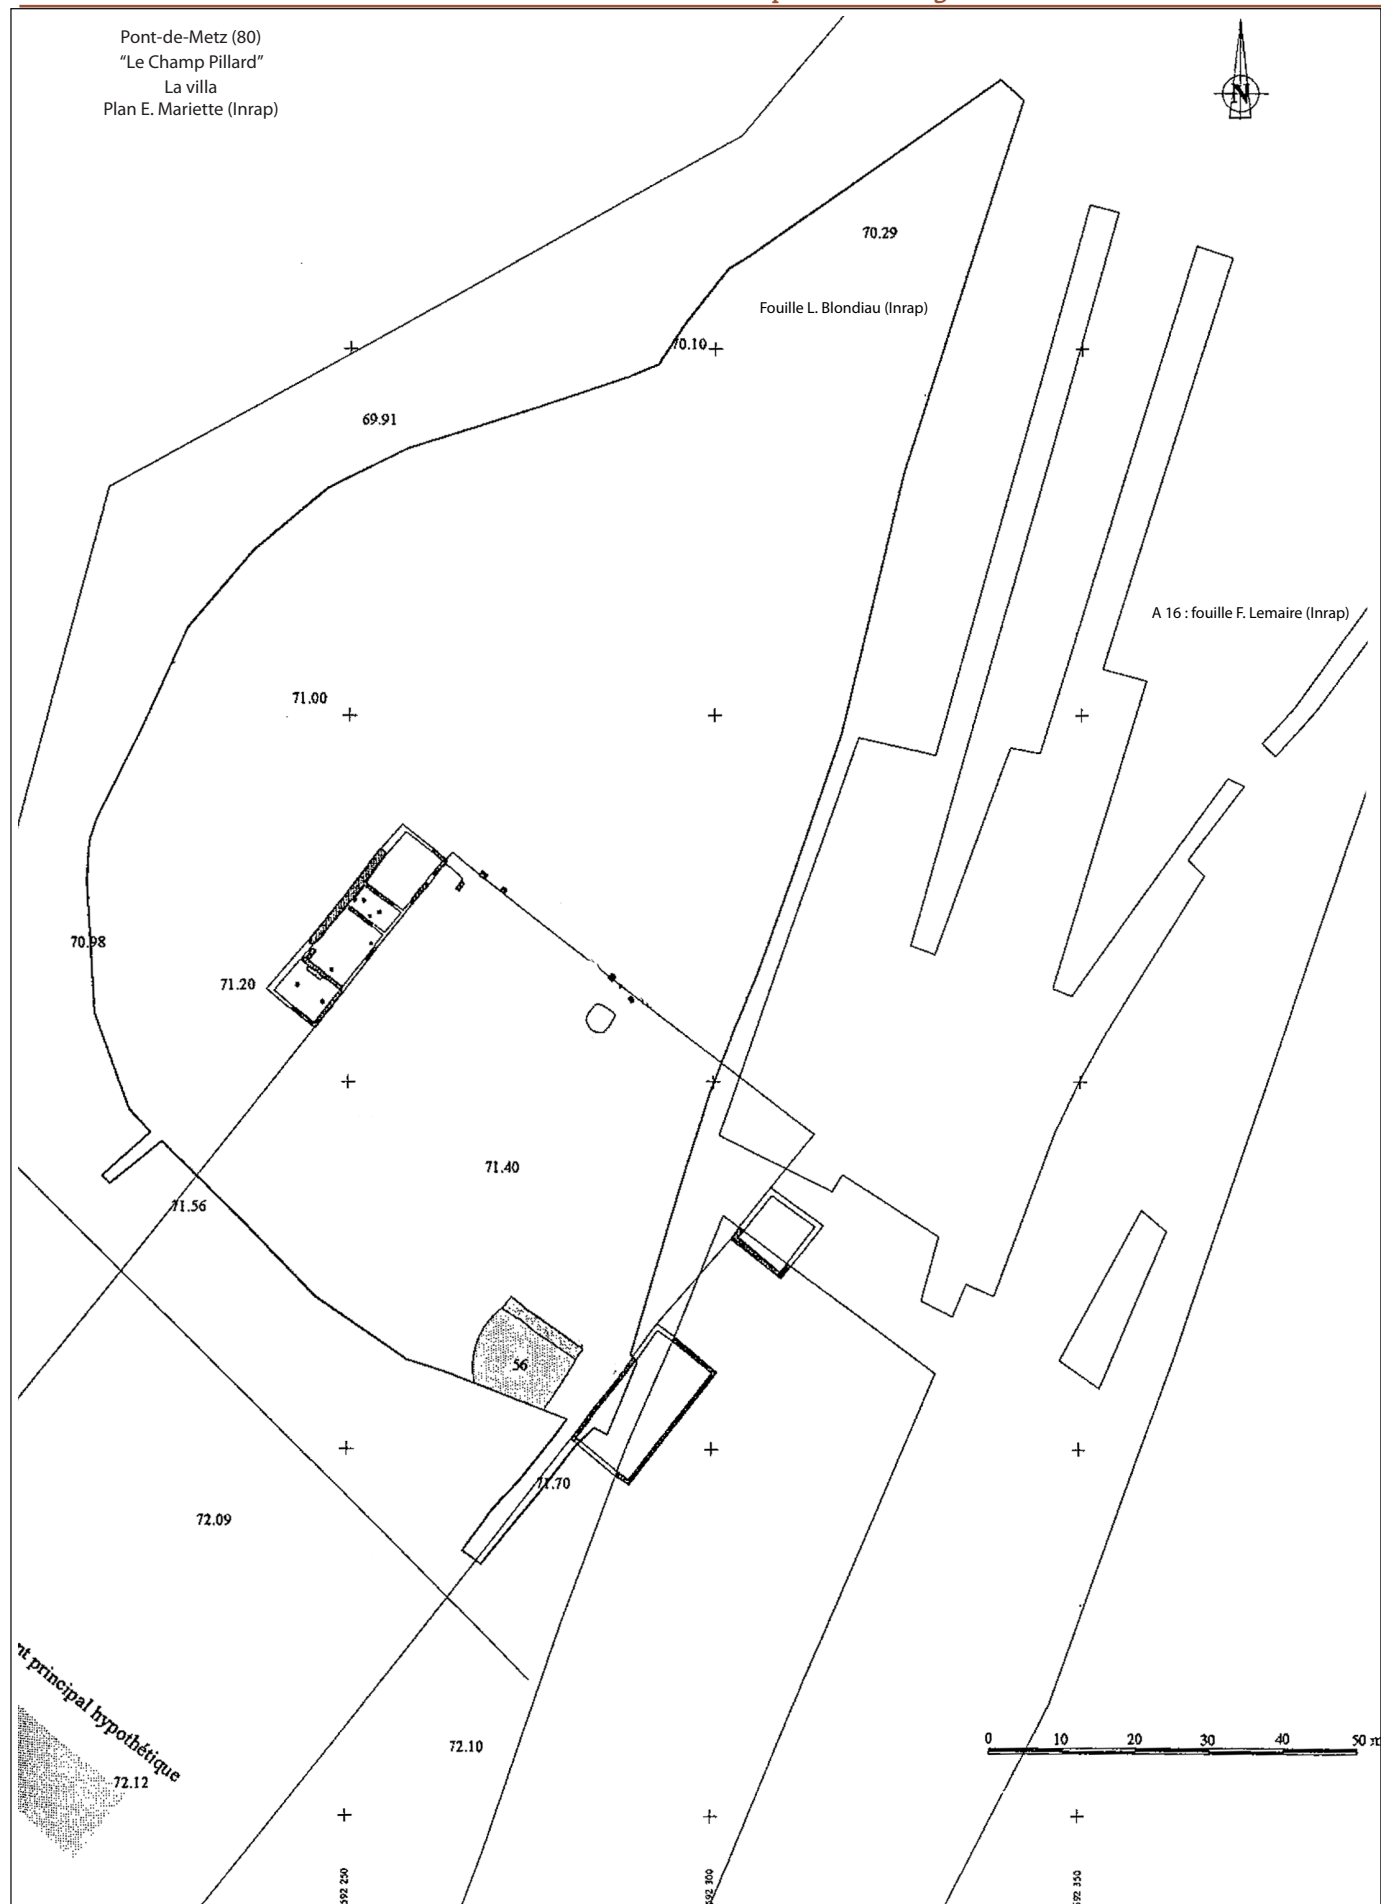 Pont-de-Metz (80)
“Le Champ Pillard”
La villa
Plan E. Mariette (Inrap)
N
70.29
Fouille L. Blondiau (Inrap)
70.10
69.91
A 16 : fouille F. Lemaire (Inrap)
71.00
70.98
71.20
71.40
71.56
56
71.70
72.09
principal hypothétique
72.12
72.10
0 10 20 30 40 50
592 250
592 300
592 350